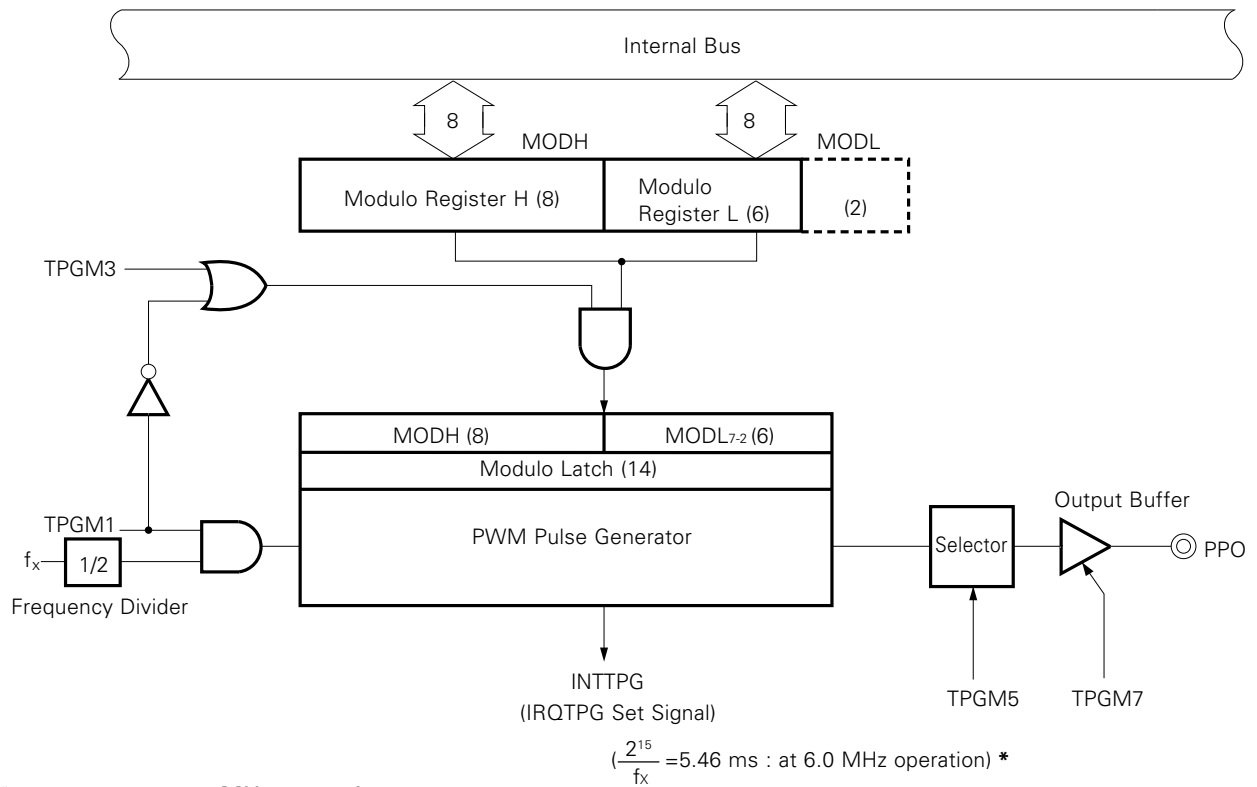 Internal Bus
8
8
MODH
MODL
Modulo Register H (8)
Modulo
Register L (6)
(2)
TPGM3
MODH (8)
MODL7-2 (6)
Modulo Latch (14)
TPGM1
fx
1/2
Frequency Divider
PWM Pulse Generator
Selector
Output Buffer
PPO
INTTPG
(IRQTPG Set Signal)
TPGM5
TPGM7
(2¹⁵/fx =5.46 ms : at 6.0 MHz operation) *